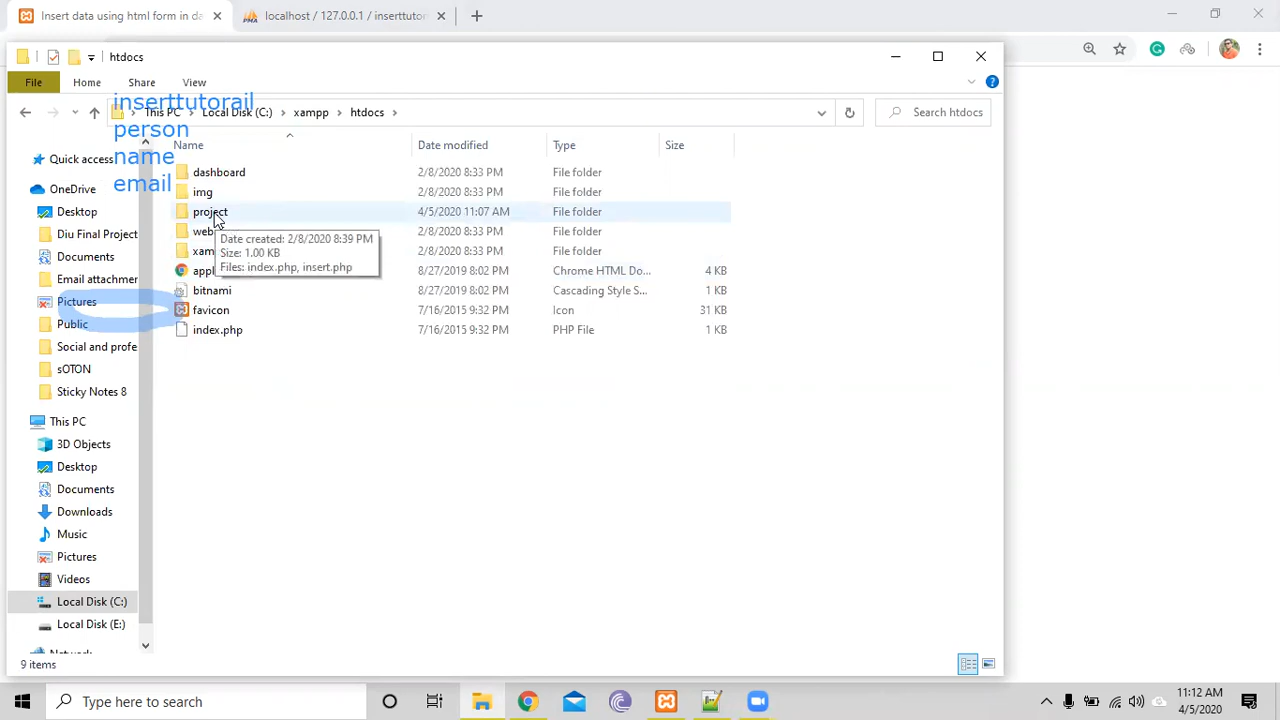 Insert data using html form in da
localhost / 127.0.0.1 / inserttuto
htdocs
File Home Share View
inserttutorail
person
name
email
This PC Local Disk (C:) xampp htdocs
Search htdocs
Name Date modified Type Size
Quick access
OneDrive
Desktop
Diu Final Project
Documents
Email attachmer
Pictures
Public
Social and profe
sOTON
Sticky Notes 8
This PC
3D Objects
Desktop
Documents
Downloads
Music
Pictures
Videos
Local Disk (C:)
Local Disk (E:)
dashboard 2/8/2020 8:33 PM File folder
img 2/8/2020 8:33 PM File folder
project 4/5/2020 11:07 AM File folder
web 2/8/2020 8:33 PM File folder
xam 2/8/2020 8:33 PM File folder
appl 8/27/2019 8:02 PM Chrome HTML Do... 4 KB
bitnami 8/27/2019 8:02 PM Cascading Style S... 1 KB
favicon 7/16/2015 9:32 PM Icon 31 KB
index.php 7/16/2015 9:32 PM PHP File 1 KB
Date created: 2/8/2020 8:39 PM
Size: 1.00 KB
Files: index.php, insert.php
9 items
Type here to search
11:12 AM
4/5/2020